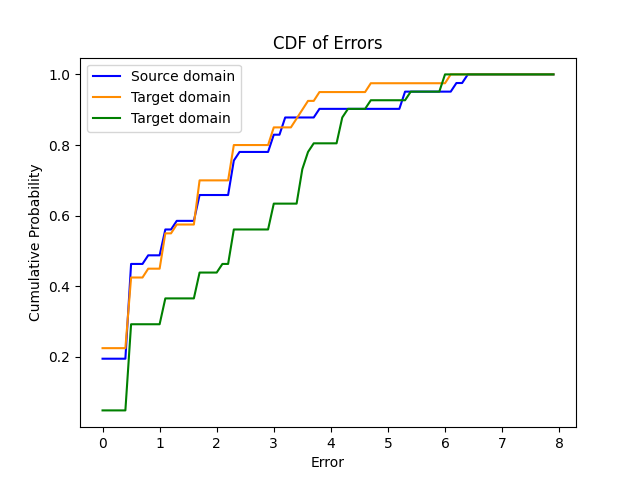 CDF of Errors
Source domain
Target domain
Target domain
Cumulative Probability
1.0
0.8
0.6
0.4
0.2
0 1 2 3 4 5 6 7 8
Error